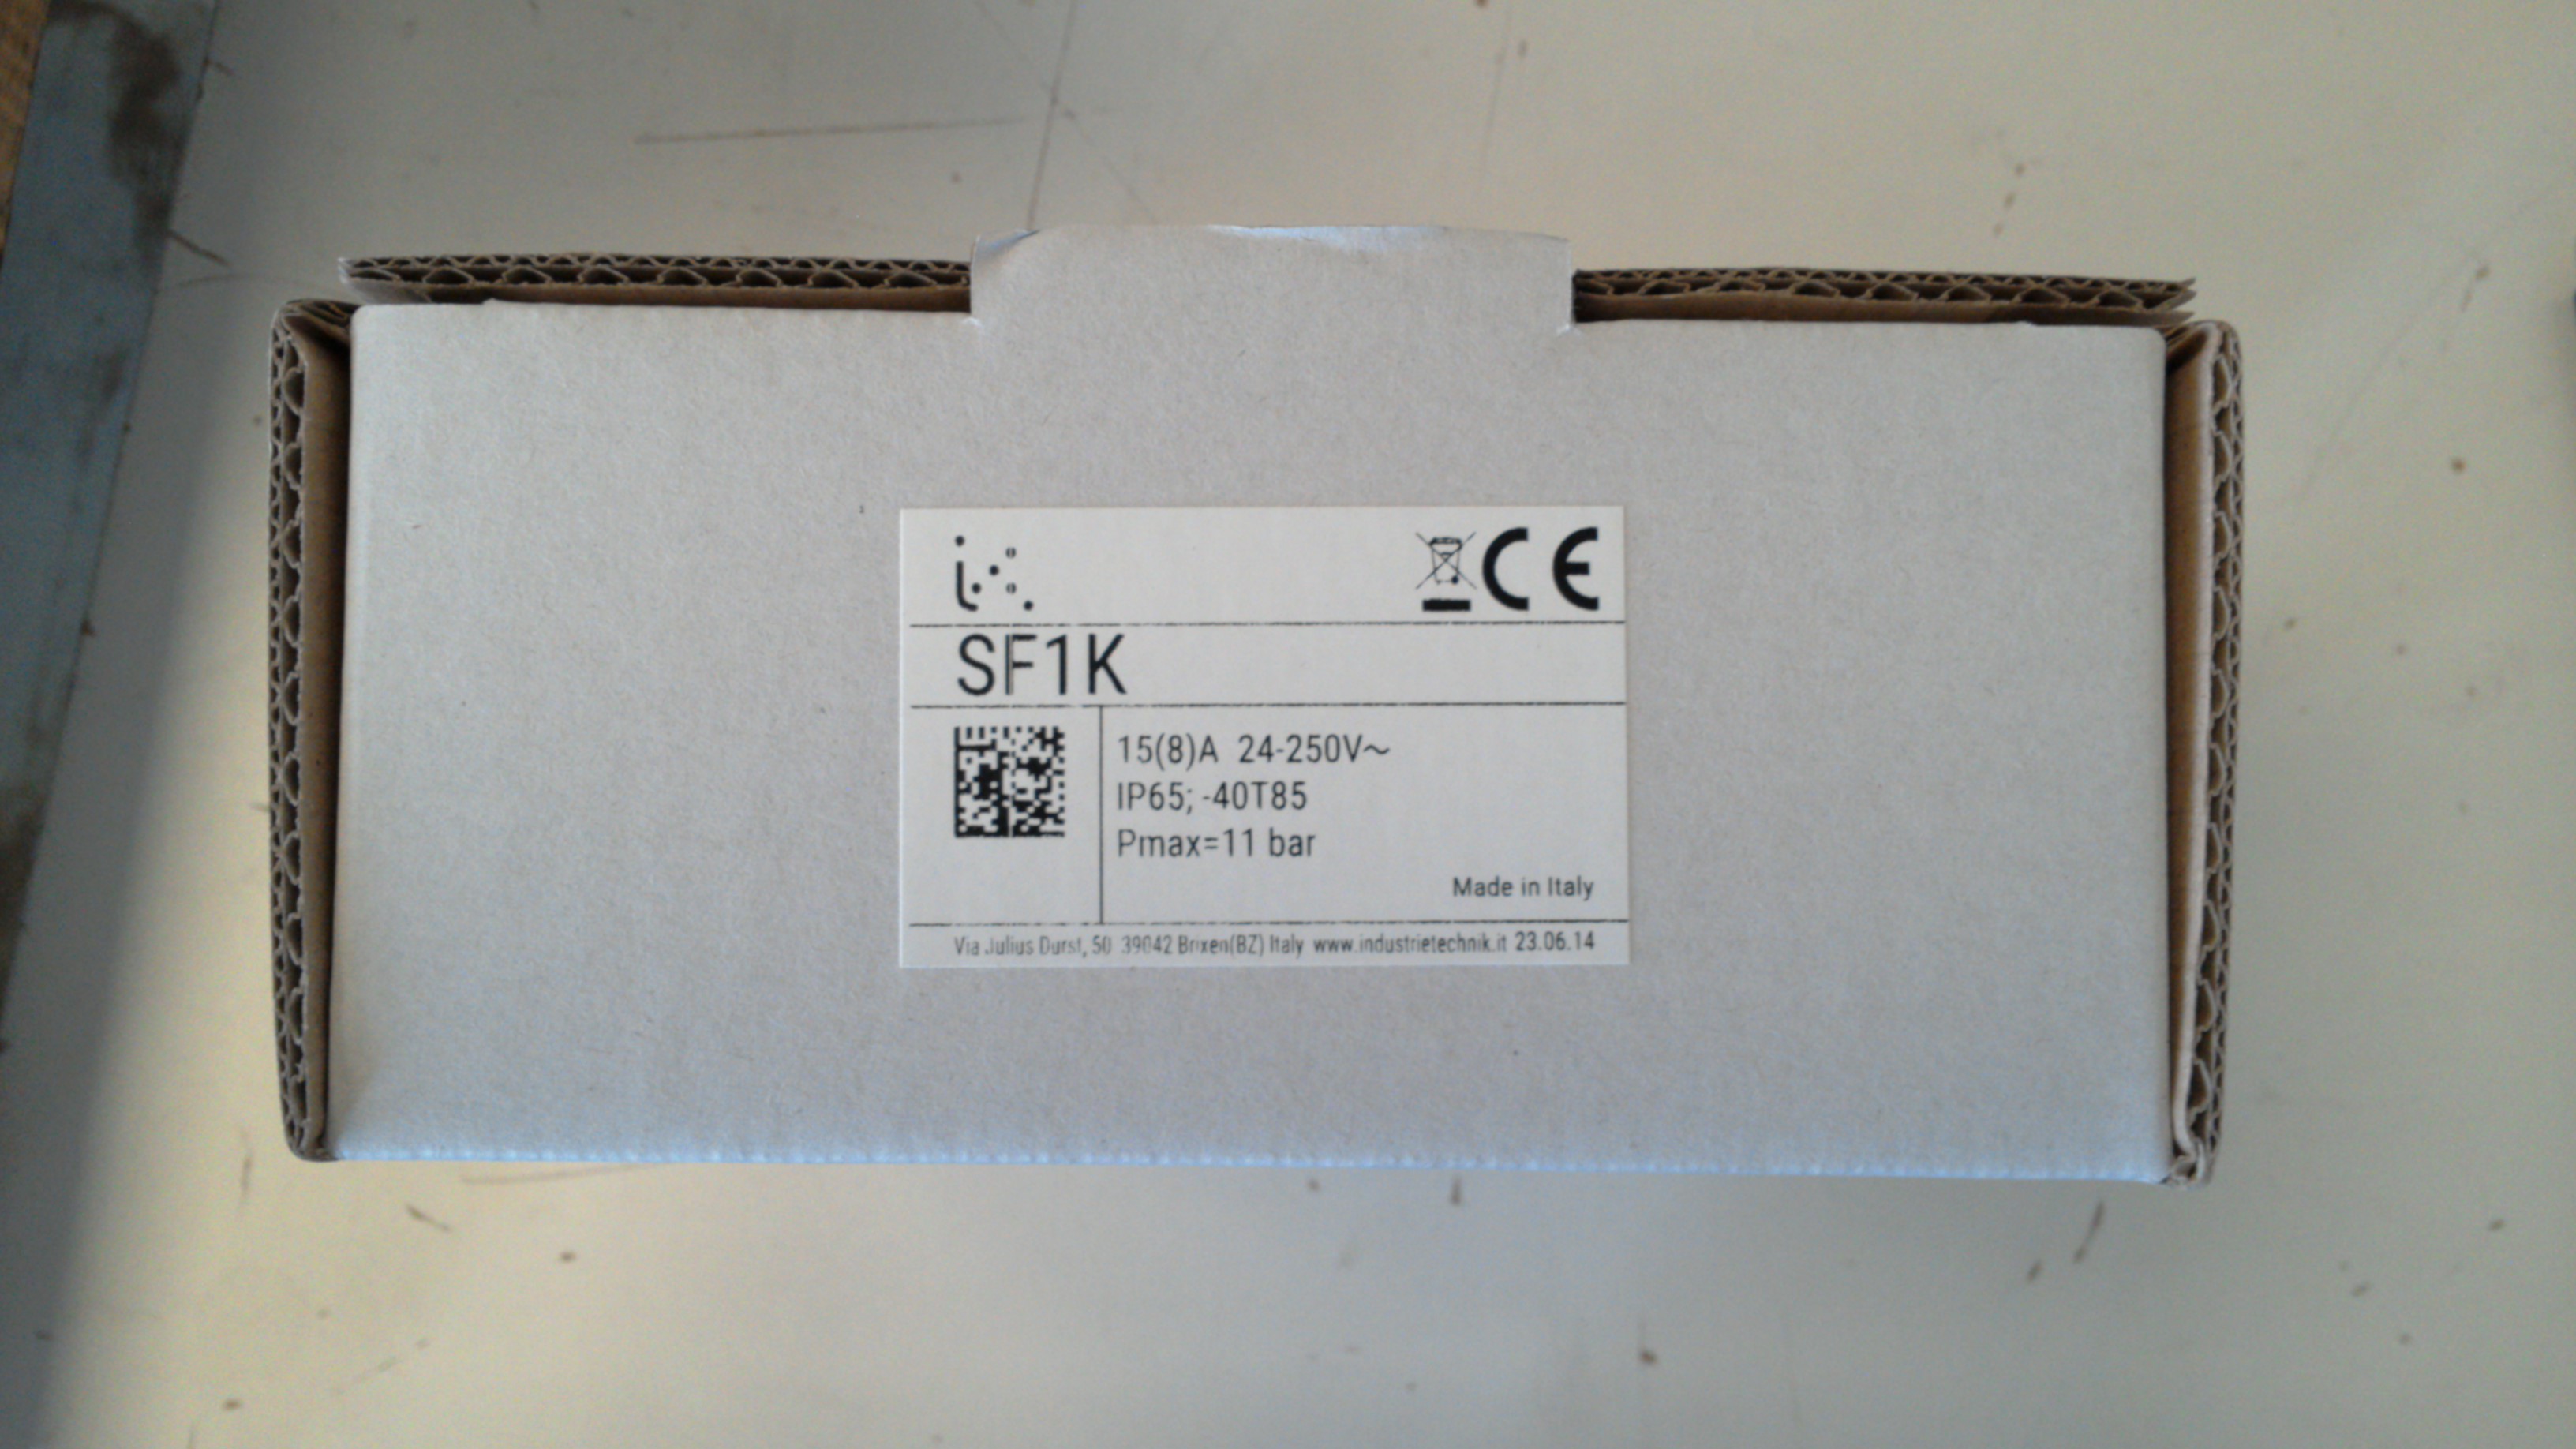 CE
SF1K
15(8)A 24-250V~
IP65; -40T85
Pmax=11 bar
Made in Italy
Via Julius Durst, 50 39042 Brixen(BZ) Italy www.industrietechnik.it 23.06.14